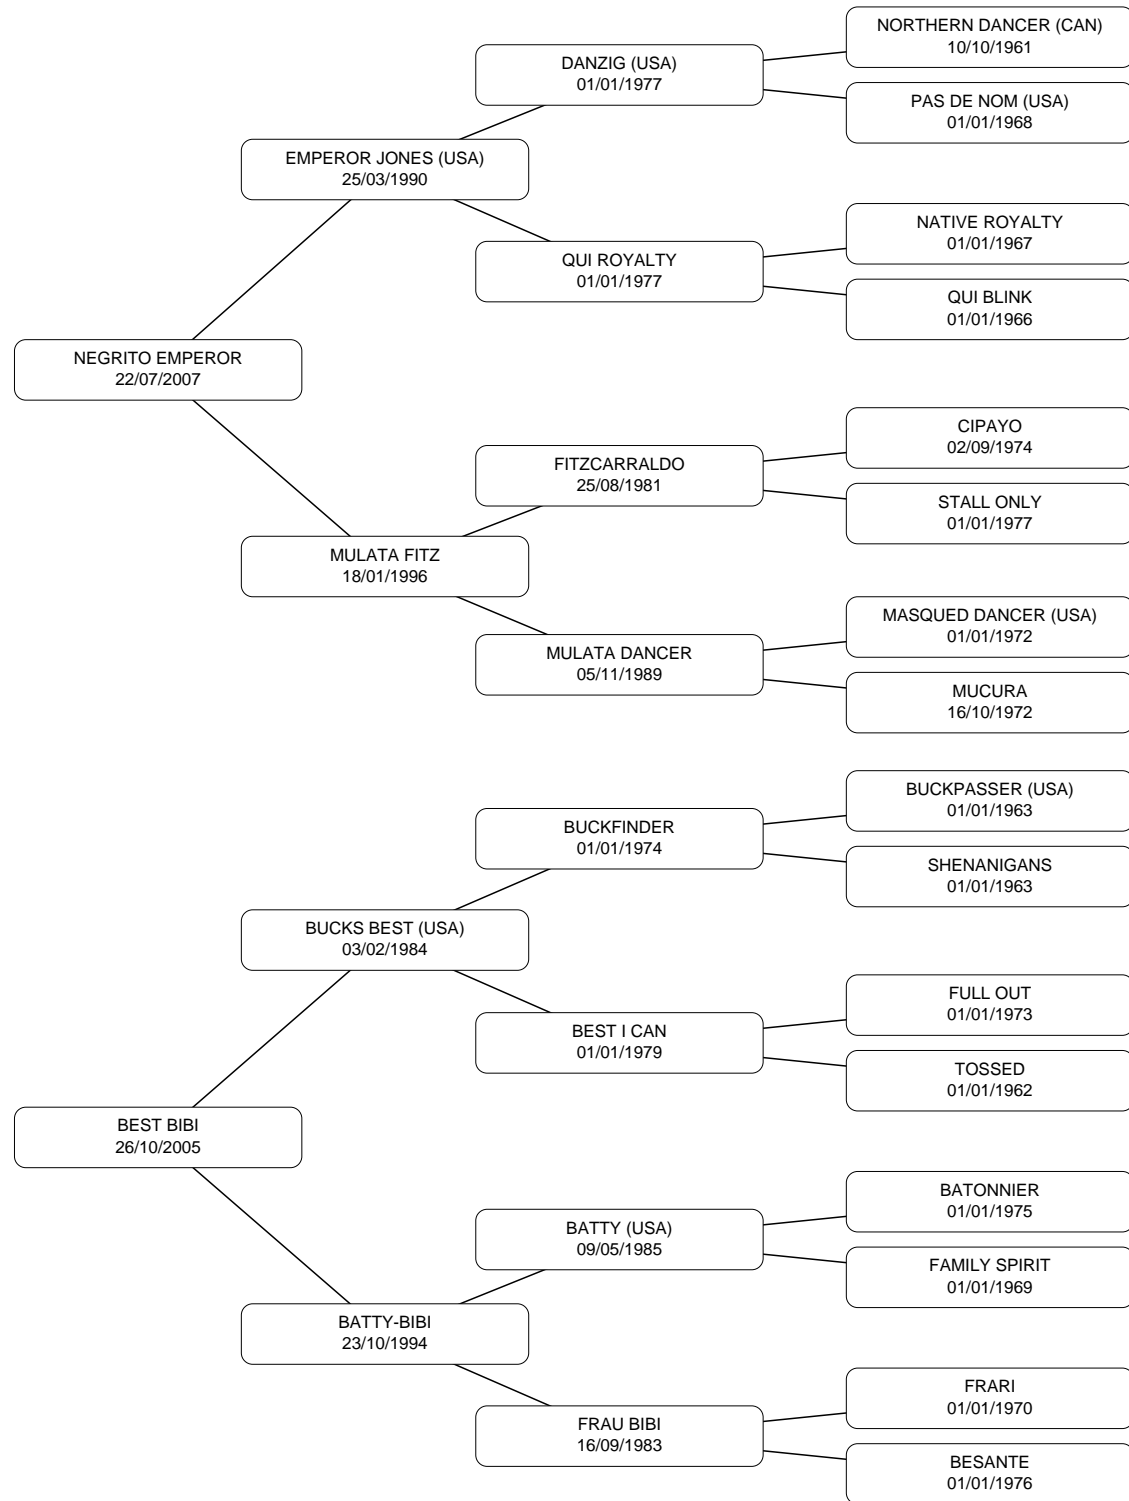 NORTHERN DANCER (CAN)
10/10/1961
DANZIG (USA)
01/01/1977
PAS DE NOM (USA)
01/01/1968
EMPEROR JONES (USA)
25/03/1990
NATIVE ROYALTY
01/01/1967
QUI ROYALTY
01/01/1977
QUI BLINK
01/01/1966
NEGRITO EMPEROR
22/07/2007
CIPAYO
02/09/1974
FITZCARRALDO
25/08/1981
STALL ONLY
01/01/1977
MULATA FITZ
18/01/1996
MASQUED DANCER (USA)
01/01/1972
MULATA DANCER
05/11/1989
MUCURA
16/10/1972
BUCKPASSER (USA)
01/01/1963
BUCKFINDER
01/01/1974
SHENANIGANS
01/01/1963
BUCKS BEST (USA)
03/02/1984
FULL OUT
01/01/1973
BEST I CAN
01/01/1979
TOSSED
01/01/1962
BEST BIBI
26/10/2005
BATONNIER
01/01/1975
BATTY (USA)
09/05/1985
FAMILY SPIRIT
01/01/1969
BATTY-BIBI
23/10/1994
FRARI
01/01/1970
FRAU BIBI
16/09/1983
BESANTE
01/01/1976